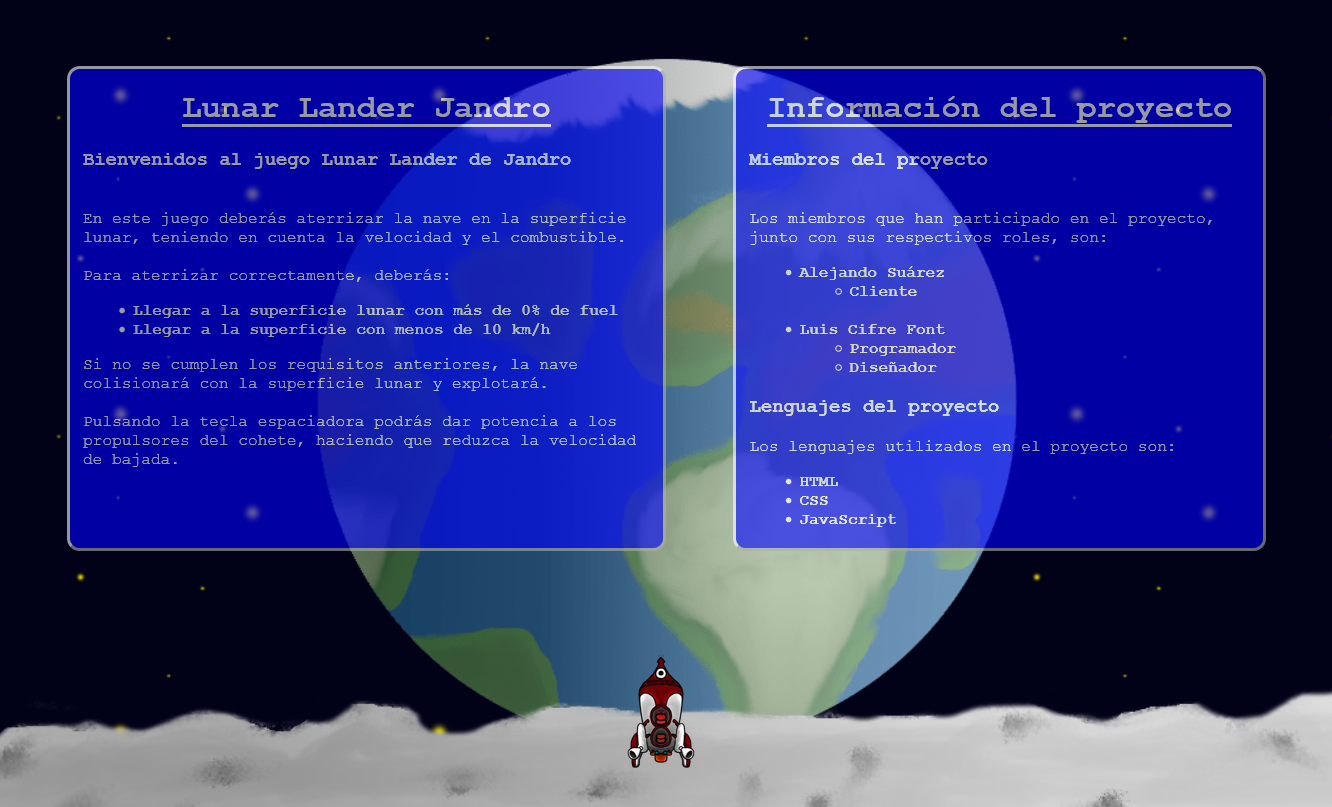 Lunar Lander Jandro
Bienvenidos al juego Lunar Lander de Jandro
En este juego deberás aterrizar la nave en la superficie
lunar, teniendo en cuenta la velocidad y el combustible.
Para aterrizar correctamente, deberás:
Llegar a la superficie lunar con más de 0% de fuel
Llegar a la superficie con menos de 10 km/h
Si no se cumplen los requisitos anteriores, la nave
colisionará con la superficie lunar y explotará.
Pulsando la tecla espaciadora podrás dar potencia a los
propulsores del cohete, haciendo que reduzca la velocidad
de bajada.
Información del proyecto
Miembros del proyecto
Los miembros que han participado en el proyecto,
junto con sus respectivos roles, son:
Alejando Suárez
Cliente
Luis Cifre Font
Programador
Diseñador
Lenguajes del proyecto
Los lenguajes utilizados en el proyecto son:
HTML
CSS
JavaScript